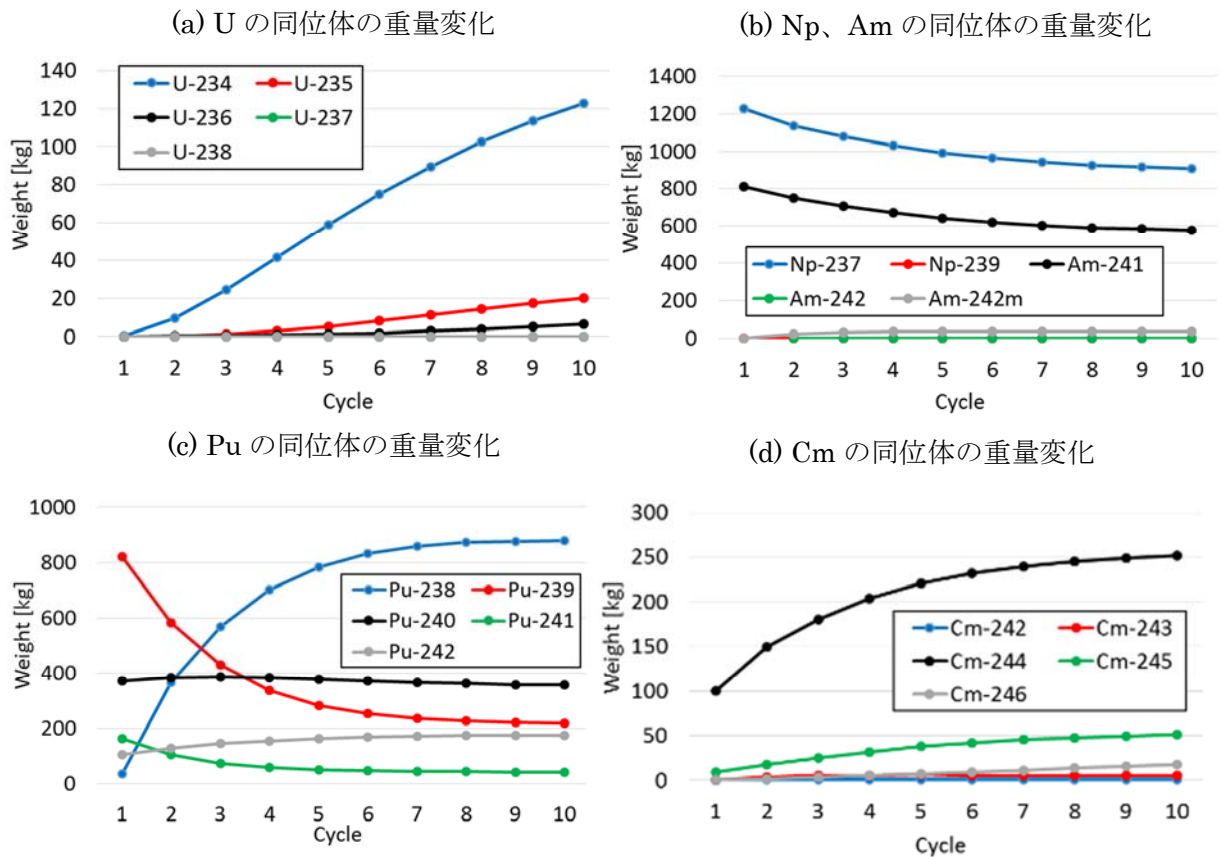 (a) U の同位体の重量変化
140
120
100
80
60
40
20
0
Weight [kg]
U-234 U-235
U-236 U-237
U-238
1 2 3 4 5 6 7 8 9 10
Cycle
(b) Np、Am の同位体の重量変化
1400
1200
1000
800
600
400
200
0
Weight [kg]
Np-237 Np-239 Am-241
Am-242 Am-242m
1 2 3 4 5 6 7 8 9 10
Cycle
(c) Pu の同位体の重量変化
1000
800
600
400
200
0
Weight [kg]
Pu-238 Pu-239
Pu-240 Pu-241
Pu-242
1 2 3 4 5 6 7 8 9 10
Cycle
(d) Cm の同位体の重量変化
300
250
200
150
100
50
0
Weight [kg]
Cm-242 Cm-243
Cm-244 Cm-245
Cm-246
1 2 3 4 5 6 7 8 9 10
Cycle